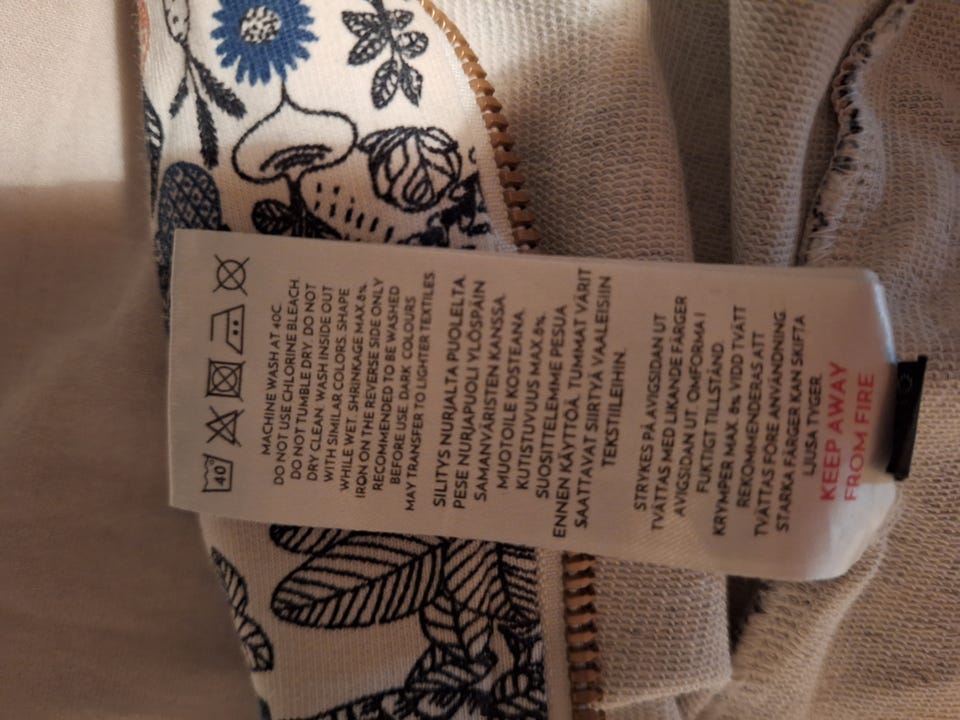 40
MACHINE WASH AT 40C.
DO NOT USE CHLORINE BLEACH.
DO NOT TUMBLE DRY. DO NOT
DRY CLEAN. WASH INSIDE OUT
WITH SIMILAR COLORS. SHAPE
WHILE WET. SHRINKAGE MAX.8%.
IRON ON THE REVERSE SIDE ONLY
RECOMMENDED TO BE WASHED
BEFORE USE. DARK COLOURS
MAY TRANSFER TO LIGHTER TEXTILES
SILITYS NURJALTA PUOLELTA.
PESE NURJAPUOLI YLÖSPÄIN
SAMANVÄRISTEN KANSSA.
MUOTOILE KOSTEANA.
KUTISTUVUUS MAX.8%.
SUOSITTELEMME PESUA
ENNEN KÄYTTÖÄ. TUMMAT VÄRIT
SAATTAVAT SIIRTYÄ VAALEISIIN
TEKSTIILEIHIN.
STRYKES PÅ AVIGSIDAN UT
TVÄTTAS MED LIKANDE FÄRGER
AVIGSIDAN UT. OMFORMA I
FUKTIGT TILLSTÄND.
KRYMPER MAX. 8% VIDD TVÄTT
REKOMMENDERAS ATT
TVÄTTAS FORE ANVÄNDNING.
STARKA FÄRGER KAN SKIFTA
LJUSA TYGER
KEEP AWAY
FROM FIRE